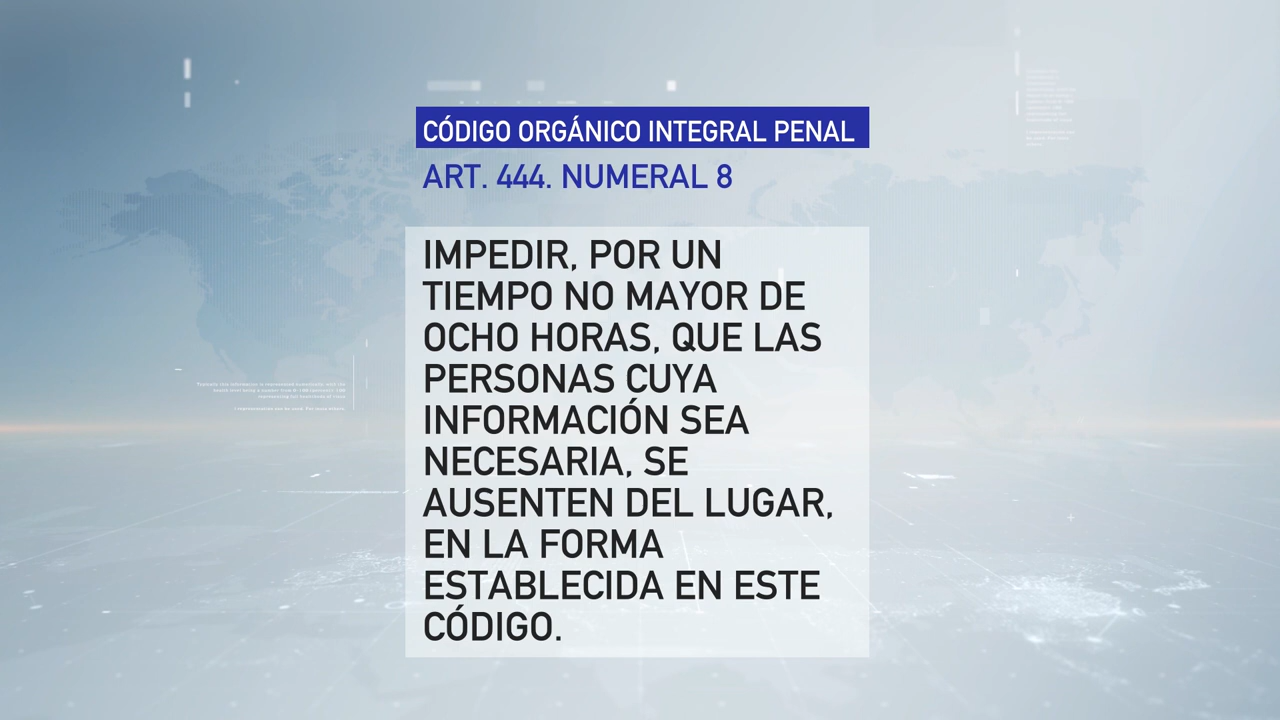 CÓDIGO ORGÁNICO INTEGRAL PENAL
ART. 444. NUMERAL 8
IMPEDIR, POR UN
TIEMPO NO MAYOR DE
OCHO HORAS, QUE LAS
PERSONAS CUYA
INFORMACIÓN SEA
NECESARIA, SE
AUSENTEN DEL LUGAR,
EN LA FORMA
ESTABLECIDA EN ESTE
CÓDIGO.